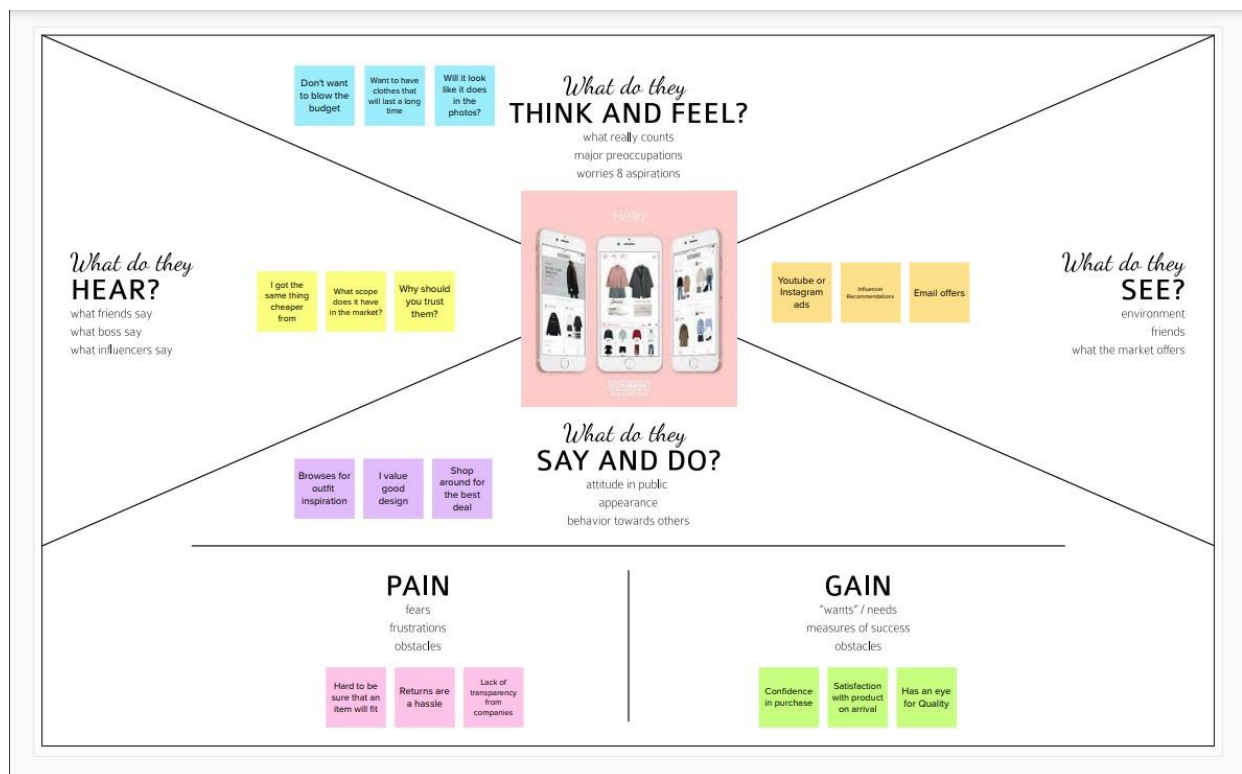 Don't want
to blow the
budget
Want to have
clothes that
will last a long
time
Will it look
like it does
in the
photos?
What do they
THINK AND FEEL?
what really counts
major preoccupations
worries & aspirations
What do they
HEAR?
what friends say
what boss say
what influencers say
I got the
same thing
cheaper
from
What scope
does it have
in the market?
Why should
you trust
them?
Hello
Youtube or
Instagram
ads
Influencer
Recommendations
Email offers
What do they
SEE?
environment
friends
what the market offers
What do they
SAY AND DO?
attitude in public
appearance
behavior towards others
Browses for
outfit
inspiration
I value
good
design
Shop
around for
the best
deal
PAIN
fears
frustrations
obstacles
Hard to be
sure that an
item will fit
Returns are
a hassle
Lack of
transparency
from
companies
GAIN
"wants" / needs
measures of success
obstacles
Confidence
in purchase
Satisfaction
with product
on arrival
Has an eye
for Quality